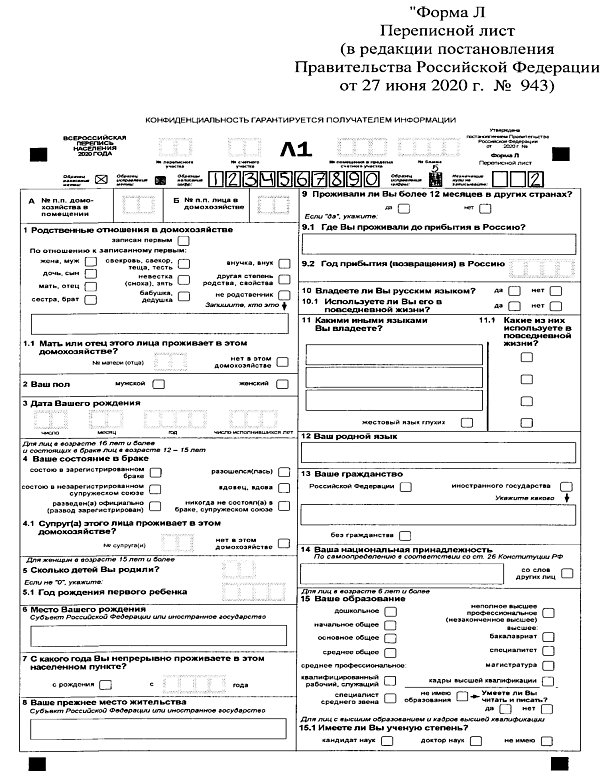 "Форма Л
Переписной лист
(в редакции постановления
Правительства Российской Федерации
от 27 июня 2020 г. № 943)
КОНФИДЕНЦИАЛЬНОСТЬ ГАРАНТИРУЕТСЯ ПОЛУЧАТЕЛЕМ ИНФОРМАЦИИ
ВСЕРОССИЙСКАЯ
ПЕРЕПИСЬ
НАСЕЛЕНИЯ
2020 ГОДА
№ переписного
участка
№ счетного
участка
Л1
№ помещения в пределах
счетного участка
№ бланка
Б
Утверждена
постановлением Правительства
Российской Федерации
от 2020 г. №
Форма Л
Переписной лист
Образцы
Образец
исправления
метки:
Образцы
цифр:
1 2 3 4 5 6 7 8 9 0
Образец
исправления
цифры:
2
А № п.п. домо-
хозяйства в
помещении
Б № п.п. лица в
домохозяйстве
1 Родственные отношения в домохозяйстве
записан первым
По отношению к записанному первым:
жена, муж
свекровь, свекор,
теща, тесть
внучка, внук
дочь, сын
невестка
(сноха), зять
другая степень
родства, свойства
мать, отец
сестра, брат
бабушка,
дедушка
не родственник
Запишите, кто это
1.1 Мать или отец этого лица проживает в этом
домохозяйстве?
№ матери (отца)
нет в этом
домохозяйстве
2 Ваш пол
мужской
женский
3 Дата Вашего рождения
число
месяц
год
число исполнившихся лет
Для лиц в возрасте 16 лет и более
и состоящих в браке лиц в возрасте 12 – 15 лет
4 Ваше состояние в браке
состою в зарегистрированном
браке
разошелся(лась)
состою в незарегистрированном
супружеском союзе
вдовец, вдова
разведен(а) официально
(развод зарегистрирован)
никогда не состоял(а) в
браке, супружеском союзе
4.1 Супруг(а) этого лица проживает в этом
домохозяйстве?
№ супруги(а)
нет в этом
домохозяйстве
Для женщин в возрасте 15 лет и более
5 Сколько детей Вы родили?
Если не "0", укажите:
5.1 Год рождения первого ребенка
6 Место Вашего рождения
Субъект Российской Федерации или иностранное государство
7 С какого года Вы непрерывно проживаете в этом
населенном пункте?
с рождения
с
года
8 Ваше прежнее место жительства
Субъект Российской Федерации или иностранное государство
9 Проживали ли Вы более 12 месяцев в других странах?
да
нет
Если "да", укажите:
9.1 Где Вы проживали до прибытия в Россию?
9.2 Год прибытия (возвращения) в Россию
10 Владеете ли Вы русским языком?
да
нет
10.1 Используете ли Вы его в
повседневной жизни?
да
нет
11 Какими иными языками
Вы владеете?
11.1 Какие из них
используете в
повседневной
жизни?
жестовый язык глухих
12 Ваш родной язык
13 Ваше гражданство
Российской Федерации
иностранного государства
Укажите какого
без гражданства
14 Ваша национальная принадлежность
По самоопределению в соответствии со ст. 26 Конституции РФ
со слов
других лиц
Для лиц в возрасте 6 лет и более
15 Ваше образование
дошкольное
начальное общее
основное общее
среднее общее
среднее профессиональное:
квалифицированный
рабочий, служащий
специалист
среднего звена
неполное высшее
профессиональное
(незаконченное высшее)
высшее:
бакалавриат
специалитет
магистратура
кадры высшей квалификации
не имею
образования
Умеете ли Вы
читать и писать?
да
нет
Для лиц с высшим образованием и кадров высшей квалификации
15.1 Имеете ли Вы ученую степень?
кандидат наук
доктор наук
не имею